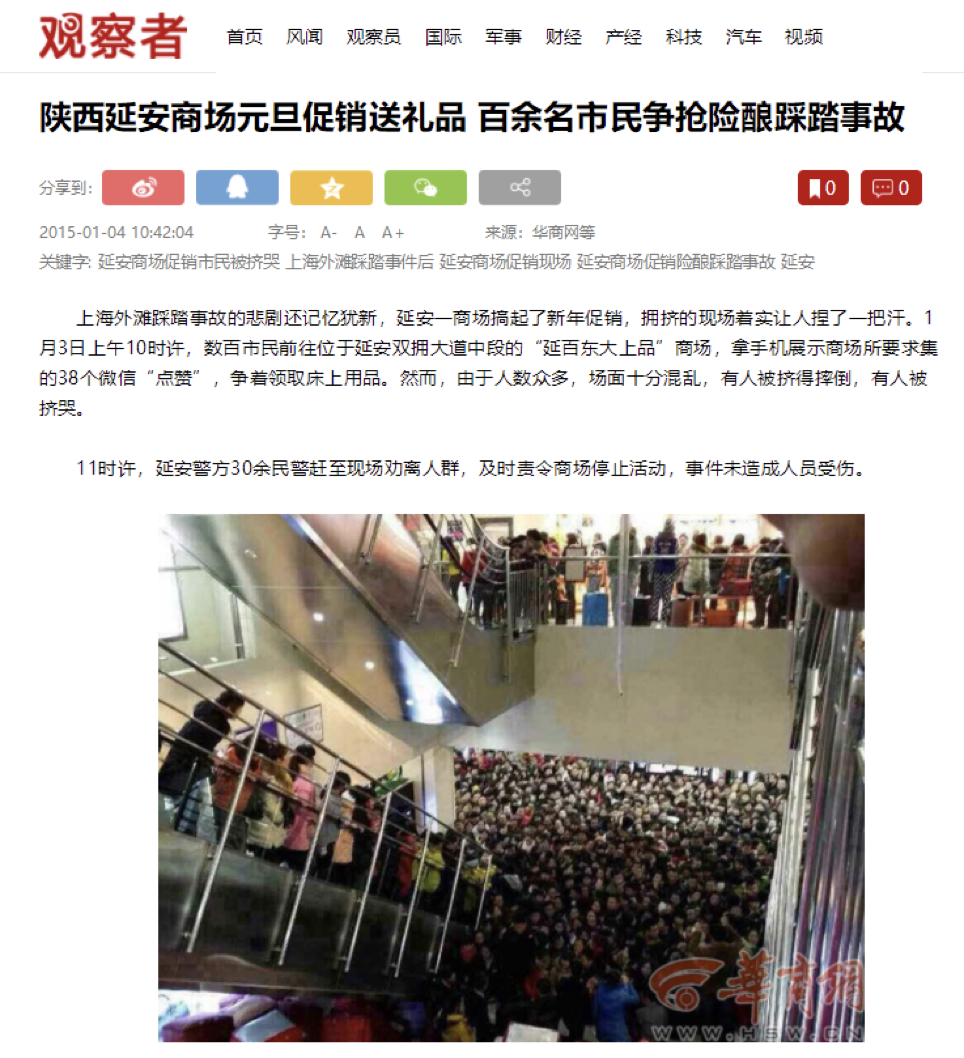 观察者
首页 风闻 观察员 国际 军事 财经 产经 科技 汽车 视频
陕西延安商场元旦促销送礼品 百余名市民争抢险酿踩踏事故
分享到:
0 0
2015-01-04 10:42:04 字号: A- A A+ 来源: 华商网等
关键字: 延安商场促销市民被挤哭 上海外滩踩踏事件后 延安商场促销现场 延安商场促销险酿踩踏事故 延安
上海外滩踩踏事故的悲剧还记忆犹新，延安一商场搞起了新年促销，拥挤的现场着实让人捏了一把汗。1
月3日上午10时许，数百市民前往位于延安双拥大道中段的“延百东大上品”商场，拿手机展示商场所要求集
的38个微信“点赞”，争着领取床上用品。然而，由于人数众多，场面十分混乱，有人被挤得摔倒，有人被
挤哭。
11时许，延安警方30余民警赶至现场劝离人群，及时责令商场停止活动，事件未造成人员受伤。
華商網
WWW.HSW.CN